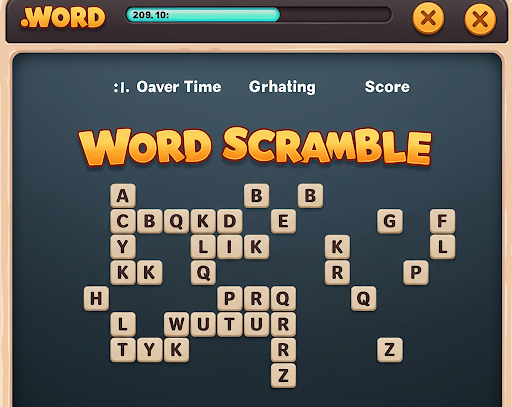 .WORD
209.10:
:1. Oaver Time Grhating Score
WORD SCRAMBLE
A B B
C B Q K D E G F
Y L I K K L
K K Q R P
H P R Q Q
L W U T U R R
T Y K R Z
Z